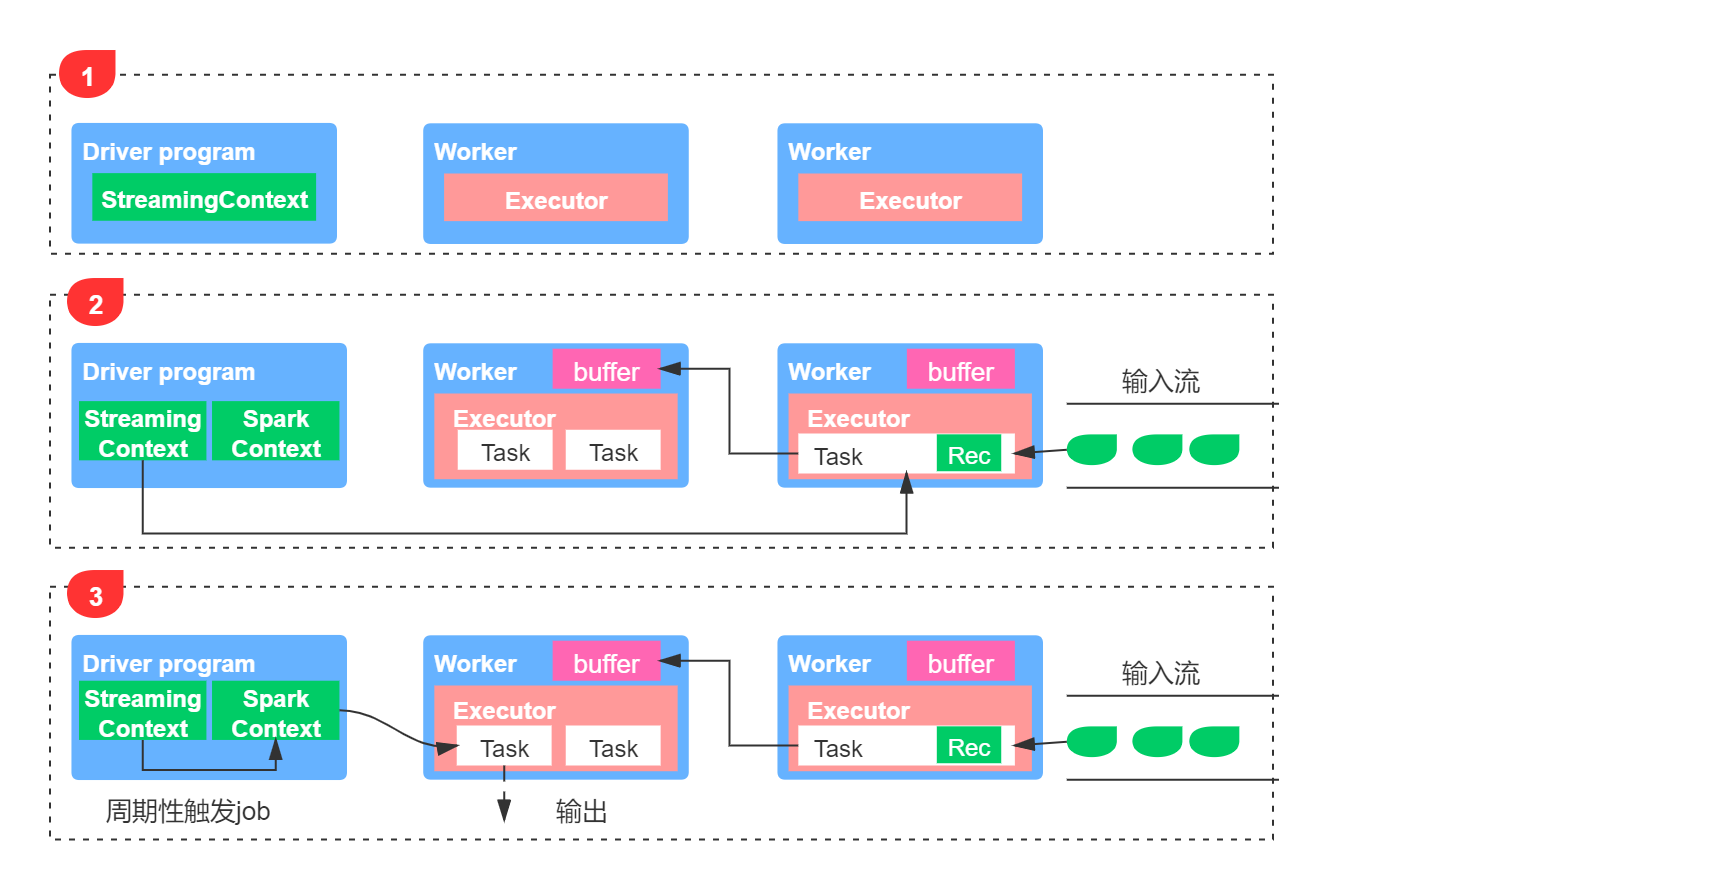 1
Driver program
StreamingContext
Worker
Executor
Worker
Executor
2
Driver program
Streaming
Context
Spark
Context
Worker
buffer
Executor
Task
Task
Worker
buffer
Executor
Task
Rec
输入流
3
Driver program
Streaming
Context
Spark
Context
周期性触发job
Worker
buffer
Executor
Task
Task
输出
Worker
buffer
Executor
Task
Rec
输入流